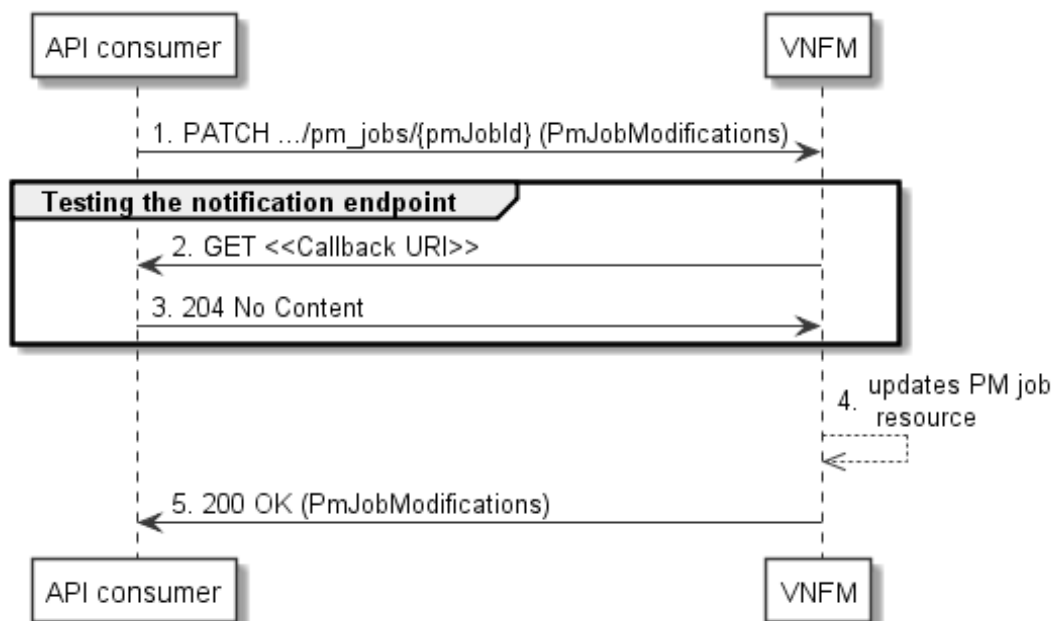 API consumer
VNFM
1. PATCH .../pm_jobs/{pmJobId} (PmJobModifications)
Testing the notification endpoint
2. GET <<Callback URI>>
3. 204 No Content
4. updates PM job
resource
5. 200 OK (PmJobModifications)
API consumer
VNFM